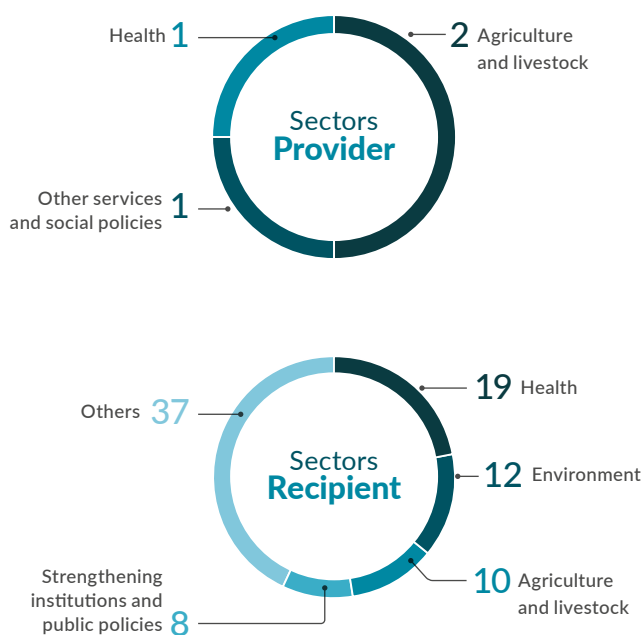 Health 1
2 Agriculture
and livestock
Sectors
Provider
Other services
and social policies 1
19 Health
Others 37
Sectors
Recipient
12 Environment
10 Agriculture
and livestock
Strengthening
institutions and
public policies 8